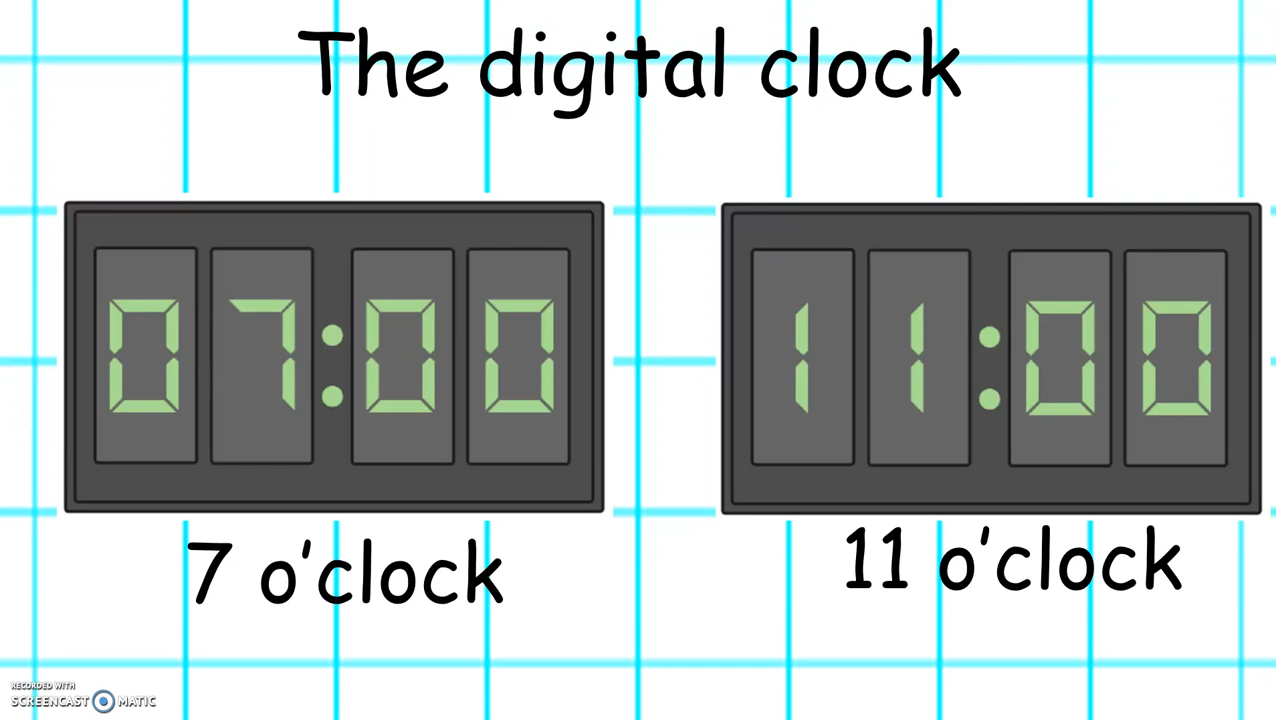 The digital clock
07:00
11:00
7 o'clock
11 o'clock
RECORDED WITH
SCREENCAST MATIC